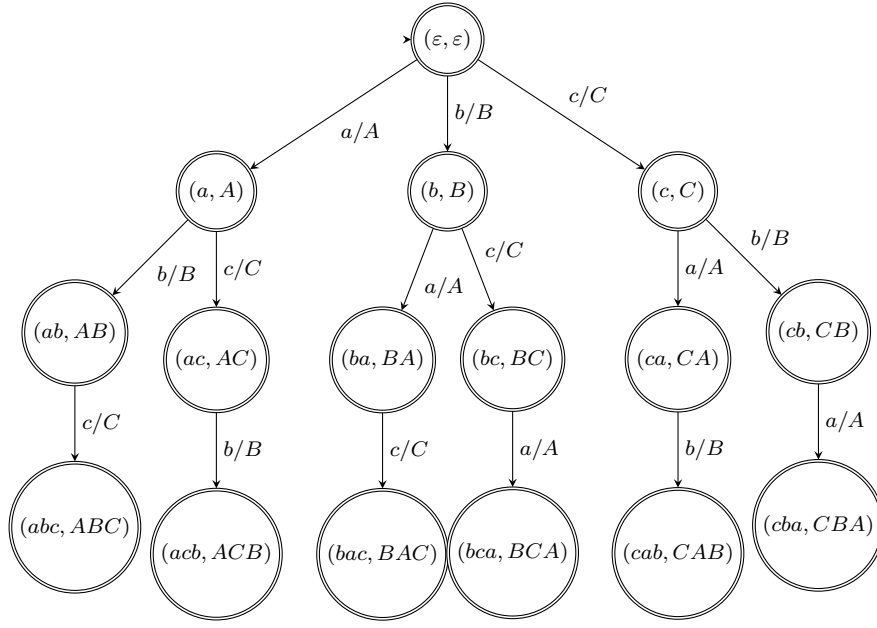 (ε, ε)
a/A
b/B
c/C
(a, A)
(b, B)
(c, C)
b/B
c/C
a/A
c/C
a/A
b/B
(ab, AB)
(ac, AC)
(ba, BA)
(bc, BC)
(ca, CA)
(cb, CB)
c/C
b/B
c/C
a/A
b/B
a/A
(abc, ABC)
(acb, ACB)
(bac, BAC)
(bca, BCA)
(cab, CAB)
(cba, CBA)